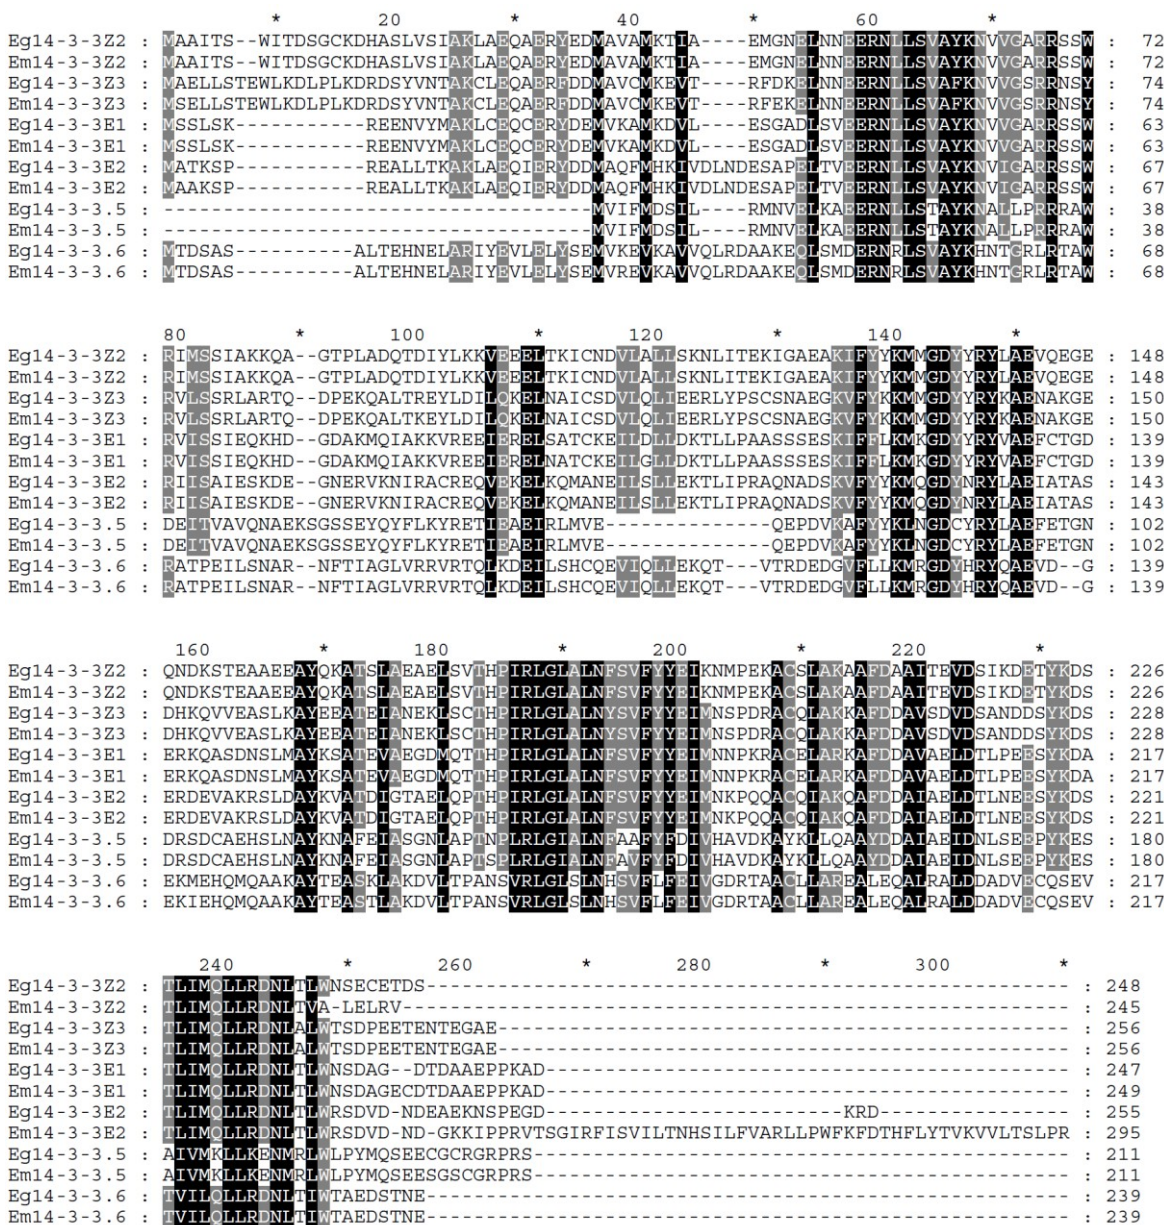 * 20 * 40 * 60 *
Eg14-3-3Z2 : MAAITS--WITDSGCKDHASLVSIAKLAEQAERYEDMAVAMKTIA----EMGNELNNEERNLLSVAYKNVVGARRSSW : 72
Em14-3-3Z2 : MAAITS--WITDSGCKDHASLVSIAKLAEQAERYEDMAVAMKTIA----EMGNELNNEERNLLSVAYKNVVGARRSSW : 72
Eg14-3-3Z3 : MAELLSTEWLKDLPLKDRDSYVNTAKCLEQAERFDDMAVCMKEVT----RFDKELNNEERNLLSVAFKNVVGSRRNSY : 74
Em14-3-3Z3 : MSELLSTEWLKDLPLKDRDSYVNTAKCLEQAERFDDMAVCMKEVT----RFEKELNNEERNLLSVAFKNVVGSRRNSY : 74
Eg14-3-3E1 : MSSLSK-----------REENVYMAKLCEQCERYDEMVKAMKDVL----ESGADLSVEERNLLSVAYKNVVGARRSSW : 63
Em14-3-3E1 : MSSLSK-----------REENVYMAKLCEQCERYDEMVKAMKDVL----ESGADLSVEERNLLSVAYKNVVGARRSSW : 63
Eg14-3-3E2 : MATKSP-----------REALLTKAKLAEQIERYDDMAQFMHKIVDLNDESAPELTVEERNLLSVAYKNVIGARRSSW : 67
Em14-3-3E2 : MAAKSP-----------REALLTKAKLAEQIERYDDMAQFMHKIVDLNDESAPELTVEERNLLSVAYKNVIGARRSSW : 67
Eg14-3-3.5 : ------------------------------------MVIFMDSIL----RMNVELKAEERNLLSTAYKNALLPRRRAW : 38
Em14-3-3.5 : ------------------------------------MVIFMDSIL----RMNVELKAEERNLLSTAYKNALLPRRRAW : 38
Eg14-3-3.6 : MTDSAS----------ALTEHNELARIYEVLELYSEMVKEVKAVVQLRDAAKEQLSMDERNRLSVAYKHNTGRLRTAW : 68
Em14-3-3.6 : MTDSAS----------ALTEHNELARIYEVLELYSEMVREVKAVVQLRDAAKEQLSMDERNRLSVAYKHNTGRLRTAW : 68
80 * 100 * 120 * 140 *
Eg14-3-3Z2 : RIMSSIAKKQA--GTPLADQTDIYLKKVEEELTKICNDVLALLSKNLITEKIGAEAKIFYYKMMGDYYRYLAEVQEGE : 148
Em14-3-3Z2 : RIMSSIAKKQA--GTPLADQTDIYLKKVEEELTKICNDVLALLSKNLITEKIGAEAKIFYYKMMGDYYRYLAEVQEGE : 148
Eg14-3-3Z3 : RVLSSRLARTQ--DPEKQALTREYLDILQKELNAICSDVLQLIEERLYPSCSNAEGKVFYKKMMGDYYRYKAENAKGE : 150
Em14-3-3Z3 : RVLSSRLARTQ--DPEKQALTKEYLDILQKELNAICSDVLQLIEERLYPSCSNAEGKVFYKKMMGDYYRYKAENAKGE : 150
Eg14-3-3E1 : RVISSIEQKHD--GDAKMQIAKKVREEIERELSATCKEILDLLDKTLLPAASSSESKIFFLKMKGDYYRYVAEFCTGD : 139
Em14-3-3E1 : RVISSIEQKHD--GDAKMQIAKKVREEIERELNATCKEIIGLLDKTLLPAASSSESKIFFLKMKGDYYRYVAEFCTGD : 139
Eg14-3-3E2 : RIISAIESKDE--GNERVKNIRACREQVEKELKQMANEILSLLEKTLIPRAQNADSKVFYYKMQGDYNRYLAEIATAS : 143
Em14-3-3E2 : RIISAIESKDE--GNERVKNIRACREQVEKELKQMANEILSLLEKTLIPRAQNADSKVFYYKMQGDYNRYLAEIATAS : 143
Eg14-3-3.5 : DEITVAVQNAEKSGSSEYQYFLKYRETIEAEIRLMVE--------------QEPDVKAFYYKLNGDCYRYLAEFETGN : 102
Em14-3-3.5 : DEITVAVQNAEKSGSSEYQYFLKYRETIEAEIRLMVE--------------QEPDVKAFYYKLNGDCYRYLAEFETGN : 102
Eg14-3-3.6 : RATPEILSNAR--NFTIAGLVRRVRTQLKDEILSHCQEVIQLLEKQT---VTRDEDGVFLLKMRGDYHRYQAEVD--G : 139
Em14-3-3.6 : RATPEILSNAR--NFTIAGLVRRVRTQLKDEILSHCQEVIQLLEKQT---VTRDEDGVFLLKMRGDYHRYQAEVD--G : 139
160 * 180 * 200 * 220 *
Eg14-3-3Z2 : QNDKSTEAAEEAYQKATSLAEAELSVTHPIRLGLALNFSVFYYEIKNMPEKACSLAKAAFDAAITEVDSIKDETYKDS : 226
Em14-3-3Z2 : QNDKSTEAAEEAYQKATSLAEAELSVTHPIRLGLALNFSVFYYEIKNMPEKACSLAKAAFDAAITEVDSIKDETYKDS : 226
Eg14-3-3Z3 : DHKQVVEASLKAYEEATEIANEKLSCTHPIRLGLALNYSVFYYEIMNSPDRACQLAKKAFDDAVSDVDSANDDSYKDS : 228
Em14-3-3Z3 : DHKQVVEASLKAYEEATEIANEKLSCTHPIRLGLALNYSVFYYEIMNSPDRACQLAKKAFDDAVSDVDSANDDSYKDS : 228
Eg14-3-3E1 : ERKQASDNSLMAYKSATEVAEGDMQTTHPIRLGLALNFSVFYYEIMNNPKRACELARKAFDDAVAELDTLPEESYKDA : 217
Em14-3-3E1 : ERKQASDNSLMAYKSATEVAEGDMQTTHPIRLGLALNFSVFYYEIMNNPKRACELARKAFDDAVAELDTLPEESYKDA : 217
Eg14-3-3E2 : ERDEVAKRSLDAYKVATDIGTAELQPTHPIRLGLALNFSVFYYEIMNKPQQACQIAKQAFDDAIAELDTLNEESYKDS : 221
Em14-3-3E2 : ERDEVAKRSLDAYKVATDIGTAELQPTHPIRLGLALNFSVFYYEIMNKPQQACQIAKQAFDDAIAELDTLNEESYKDS : 221
Eg14-3-3.5 : DRSDCAEHSLNAYKNAFEIASGNLAPTNPLRLGIALNFAAFYFDIVHAVDKAYKLLQAAYDDAIAEIDNLSEEPYKES : 180
Em14-3-3.5 : DRSDCAEHSLNAYKNAFEIASGNLAPTSPLRLGIALNFAVFYFDIVHAVDKAYKLLQAAYDDAIAEIDNLSEEPYKES : 180
Eg14-3-3.6 : EKMEHQMQAAKAYTEASKLAKDVLTPANSVRLGLSLNHSVFLFEIVGDRTAACLLAREALEQALRALDDADVECQSEV : 217
Em14-3-3.6 : EKIEHQMQAAKAYTEASTLAKDVLTPANSVRLGLSLNHSVFLFEIVGDRTAACLLAREALEQALRALDDADVECQSEV : 217
240 * 260 * 280 * 300 *
Eg14-3-3Z2 : TLIMQLLRDNLTLWNSECETDS------------------------------------------------------ : 248
Em14-3-3Z2 : TLIMQLLRDNLTVA-LELRV-------------------------------------------------------- : 245
Eg14-3-3Z3 : TLIMQLLRDNLALWTSDPEETENTEGAE------------------------------------------------ : 256
Em14-3-3Z3 : TLIMQLLRDNLALWTSDPEETENTEGAE------------------------------------------------ : 256
Eg14-3-3E1 : TLIMQLLRDNLTLWNSDAG--DTDAAEPPKAD-------------------------------------------- : 247
Em14-3-3E1 : TLIMQLLRDNLTLWNSDAGECDTDAAEPPKAD-------------------------------------------- : 249
Eg14-3-3E2 : TLIMQLLRDNLTLWRSDVD-NDEAEKNSPEGD-------------------------KRD---------------- : 255
Em14-3-3E2 : TLIMQLLRDNLTLWRSDVD-ND-GKKIPPRVTSGIRFISVILTNHSILFVARLLPWFKFDTHFLYTVKVVLTSLPR : 295
Eg14-3-3.5 : AIVMKLLKENMRLWLPYMQSEECGCRGRPRS--------------------------------------------- : 211
Em14-3-3.5 : AIVMKLLKENMRLWLPYMQSEESGSCGRPRS--------------------------------------------- : 211
Eg14-3-3.6 : TVILQLLRDNLTIWTAEDSTNE------------------------------------------------------ : 239
Em14-3-3.6 : TVILQLLRDNLTIWTAEDSTNE------------------------------------------------------ : 239